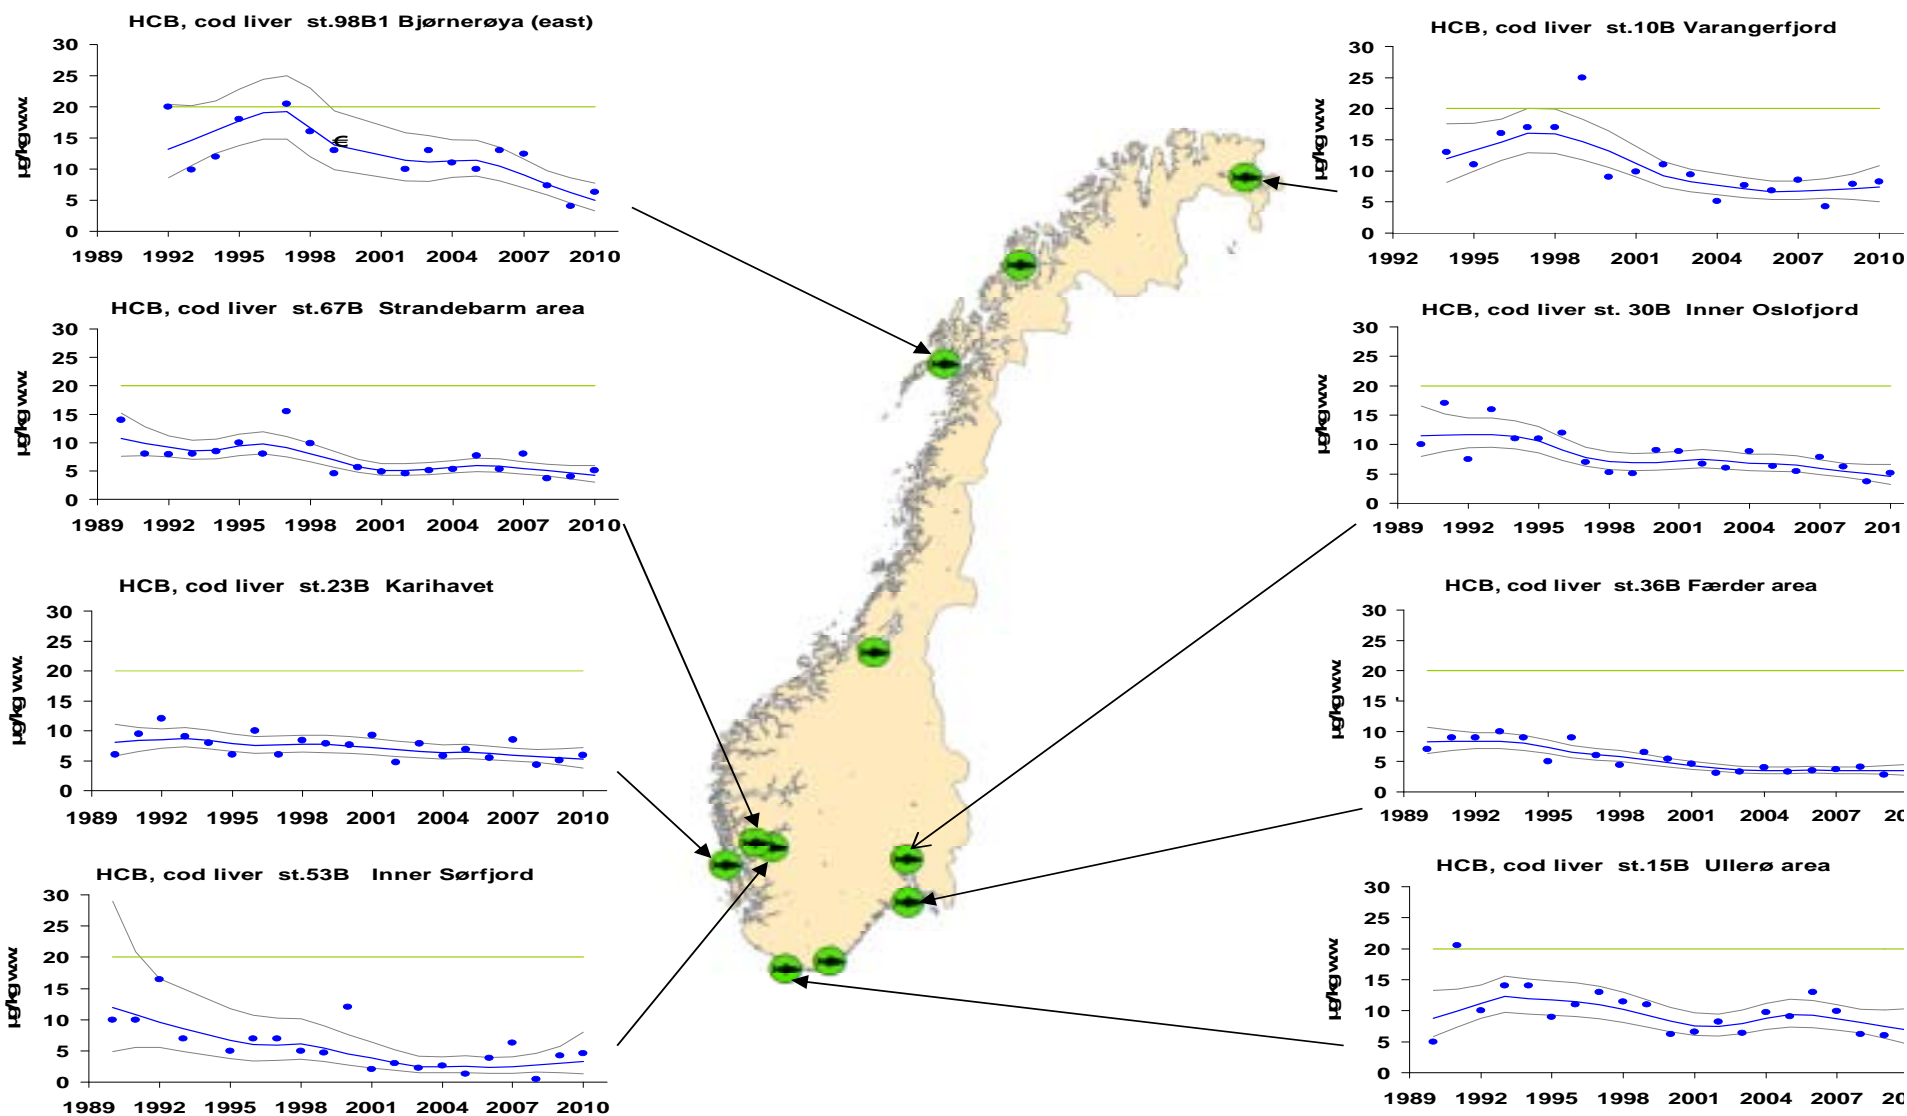 HCB, cod liver st.98B1 Bjørnerøya (east)
30
25
20
15
10
5
0
µg/kg w.w.
€
1989 1992 1995 1998 2001 2004 2007 2010
HCB, cod liver st.67B Strandebarm area
30
25
20
15
10
5
0
µg/kg w.w.
1989 1992 1995 1998 2001 2004 2007 2010
HCB, cod liver st.23B Karihavet
30
25
20
15
10
5
0
µg/kg w.w.
1989 1992 1995 1998 2001 2004 2007 2010
HCB, cod liver st.53B Inner Sørfjord
30
25
20
15
10
5
0
µg/kg w.w.
1989 1992 1995 1998 2001 2004 2007 2010
HCB, cod liver st.10B Varangerfjord
30
25
20
15
10
5
0
µg/kg w.w.
1992 1995 1998 2001 2004 2007 2010
HCB, cod liver st. 30B Inner Oslofjord
30
25
20
15
10
5
0
µg/kg w.w.
1989 1992 1995 1998 2001 2004 2007 201
HCB, cod liver st.36B Færder area
30
25
20
15
10
5
0
µg/kg w.w.
1989 1992 1995 1998 2001 2004 2007 20
HCB, cod liver st.15B Ullerø area
30
25
20
15
10
5
0
µg/kg w.w.
1989 1992 1995 1998 2001 2004 2007 20